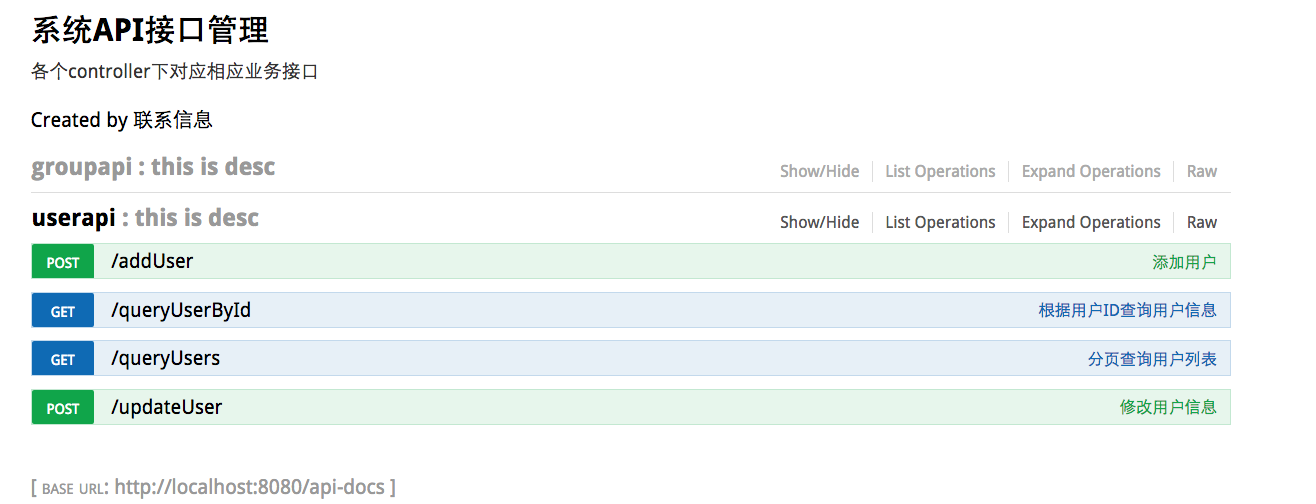 系统API接口管理
各个controller下对应相应业务接口
Created by 联系信息
groupapi : this is desc Show/Hide List Operations Expand Operations Raw
userapi : this is desc Show/Hide List Operations Expand Operations Raw
POST /addUser 添加用户
GET /queryUserById 根据用户ID查询用户信息
GET /queryUsers 分页查询用户列表
POST /updateUser 修改用户信息
[ BASE URL: http://localhost:8080/api-docs ]